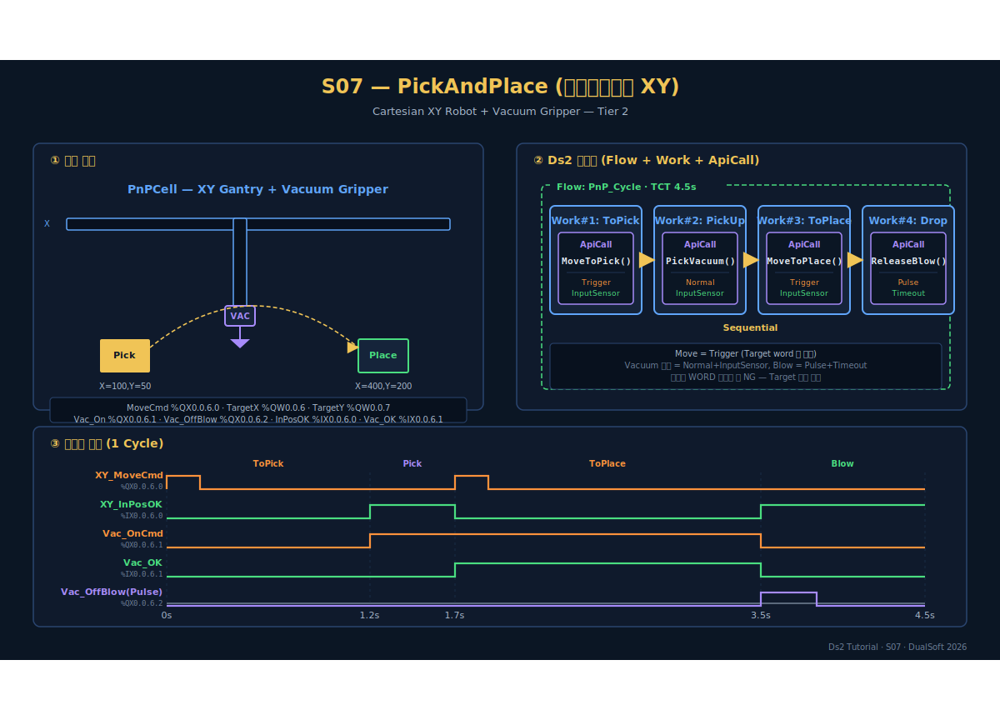 S07 — PickAndPlace ( XY)
Cartesian XY Robot + Vacuum Gripper — Tier 2
①
PnPCell — XY Gantry + Vacuum Gripper
X
VAC
Pick
Place
X=100,Y=50
X=400,Y=200
MoveCmd %QX0.0.6.0 · TargetX %QW0.0.6 · TargetY %QW0.0.7
Vac_On %QX0.0.6.1 · Vac_OffBlow %QX0.0.6.2 · InPosOK %IX0.0.6.0 · Vac_OK %IX0.0.6.1
② Ds2 (Flow + Work + ApiCall)
Flow: PnP_Cycle · TCT 4.5s
Work#1: ToPick
ApiCall
MoveToPick()
Trigger
InputSensor
Work#2: PickUp
ApiCall
PickVacuum()
Normal
InputSensor
Work#3: ToPlace
ApiCall
MoveToPlace()
Trigger
InputSensor
Work#4: Drop
ApiCall
ReleaseBlow()
Pulse
Timeout
Sequential
Move = Trigger (Target word )
Vacuum = Normal+InputSensor, Blow = Pulse+Timeout
WORD NG — Target
③ (1 Cycle)
ToPick Pick ToPlace Blow
XY_MoveCmd
%QX0.0.6.0
XY_InPosOK
%IX0.0.6.0
Vac_OnCmd
%QX0.0.6.1
Vac_OK
%IX0.0.6.1
Vac_OffBlow(Pulse)
%QX0.0.6.2
0s 1.2s 1.7s 3.5s 4.5s
Ds2 Tutorial · S07 · DualSoft 2026